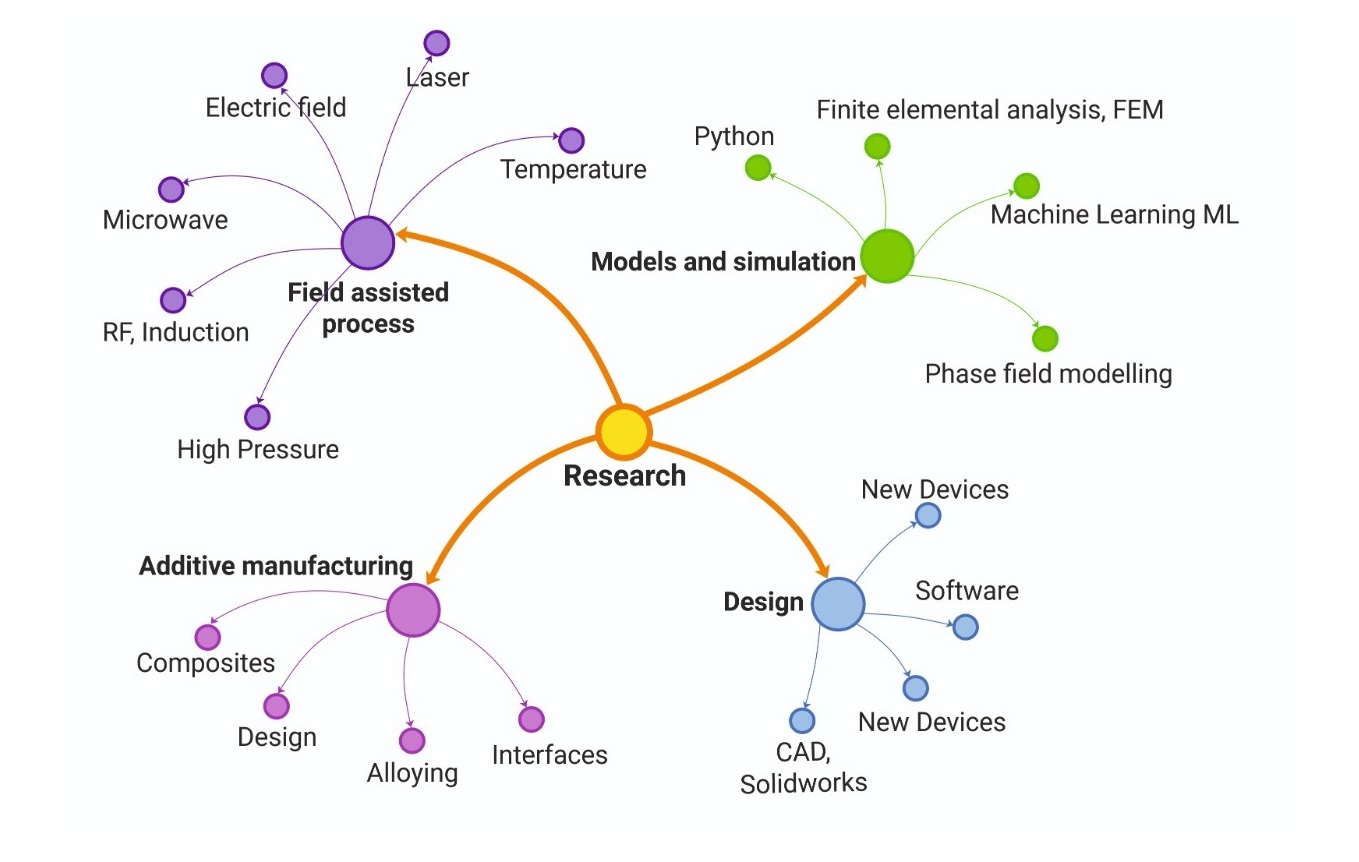 Laser
Electric field
Temperature
Microwave
RF, Induction
Field assisted
process
High Pressure
Python
Finite elemental analysis, FEM
Machine Learning ML
Models and simulation
Phase field modelling
Research
Additive manufacturing
Composites
Design
Alloying
Interfaces
New Devices
Design
Software
New Devices
CAD,
Solidworks